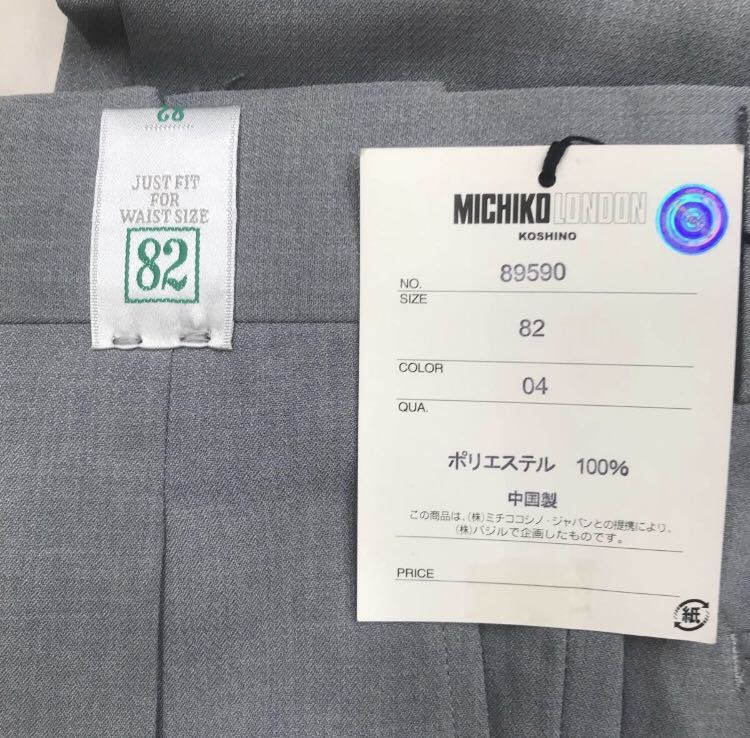 82
JUST FIT
FOR
WAIST SIZE
82
MICHIKO LONDON
KOSHINO
NO. 89590
SIZE
82
COLOR
04
QUA.
ポリエステル 100%
中国製
この商品は、(株)ミチココシノ・ジャパンとの提携により、
(株)バジルで企画したものです。
PRICE
紙